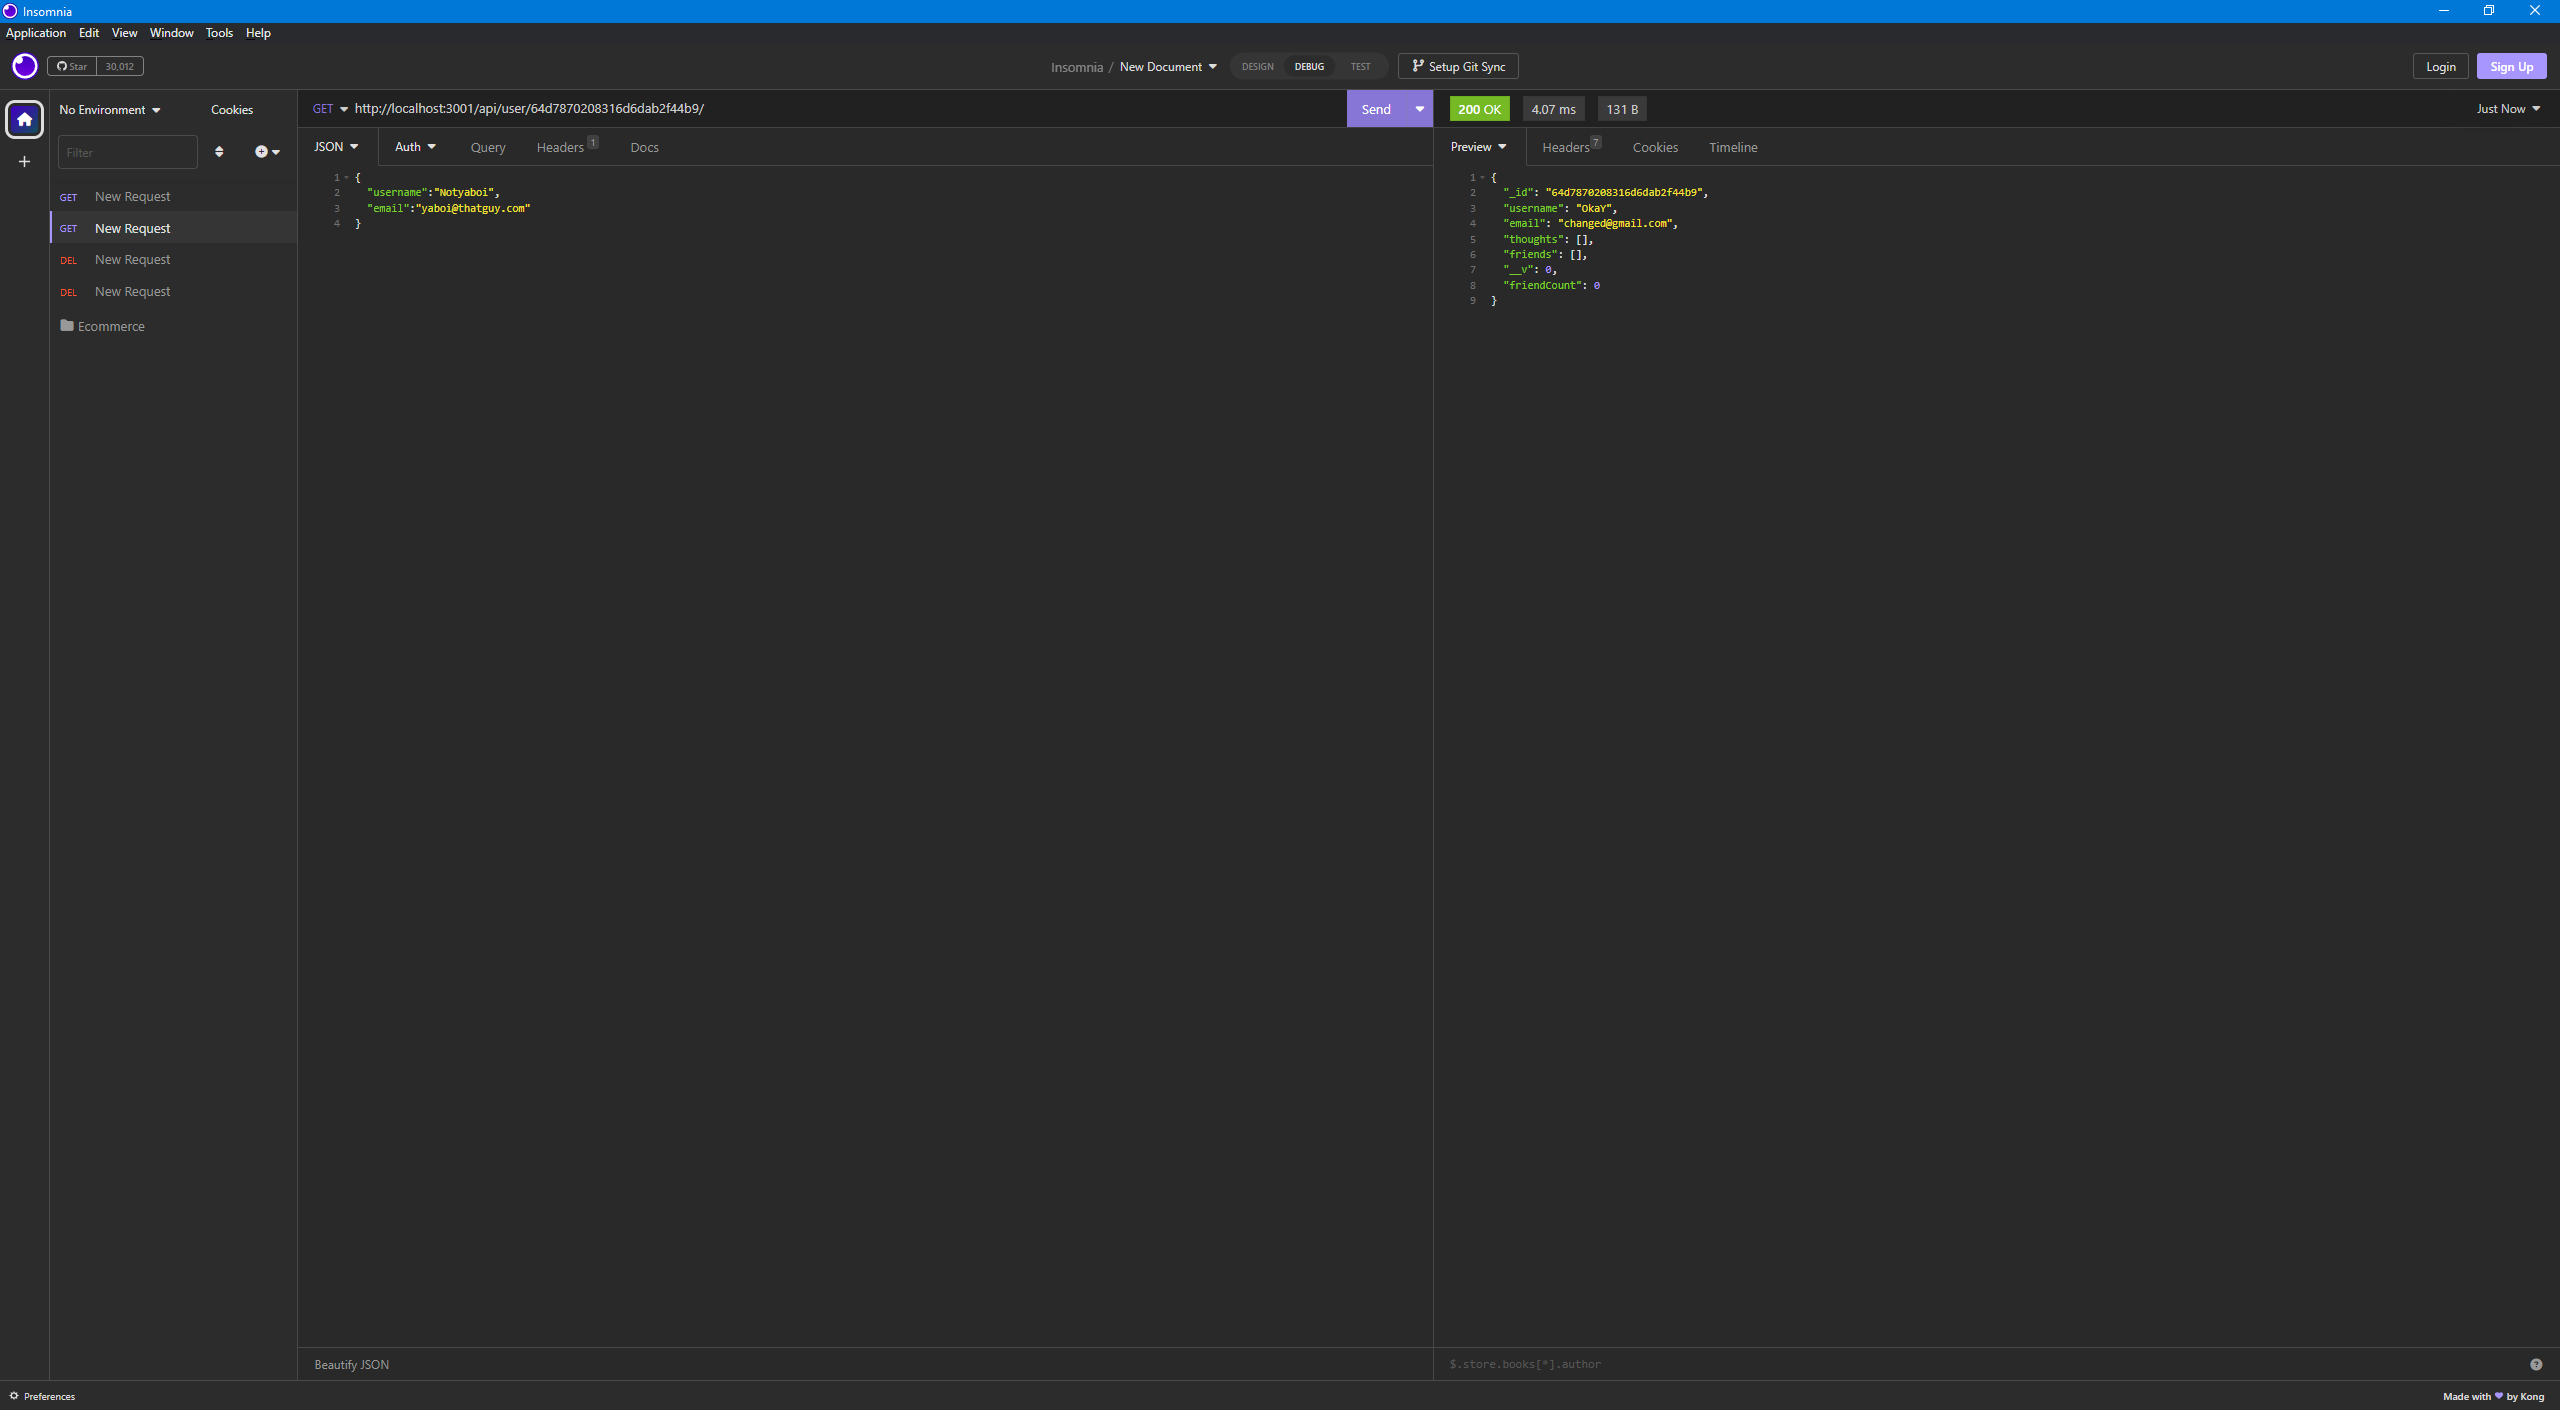 Insomnia
Application Edit View Window Tools Help
Star 30,012
Insomnia / New Document
DESIGN DEBUG TEST
Setup Git Sync
Login Sign Up
No Environment Cookies
Filter
GET New Request
GET New Request
DEL New Request
DEL New Request
Ecommerce
GET http://localhost:3001/api/user/64d7870208316d6dab2f44b9/ Send
JSON Auth Query Headers 1 Docs
1 {
2 "username":"Notyaboi",
3 "email":"yaboi@thatguy.com"
4 }
Beautify JSON
200 OK 4.07 ms 131 B Just Now
Preview Headers 7 Cookies Timeline
1 {
2 "_id": "64d7870208316d6dab2f44b9",
3 "username": "OkaY",
4 "email": "changed@gmail.com",
5 "thoughts": [],
6 "friends": [],
7 "__v": 0,
8 "friendCount": 0
9 }
$.store.books[*].author
Preferences
Made with ♥ by Kong